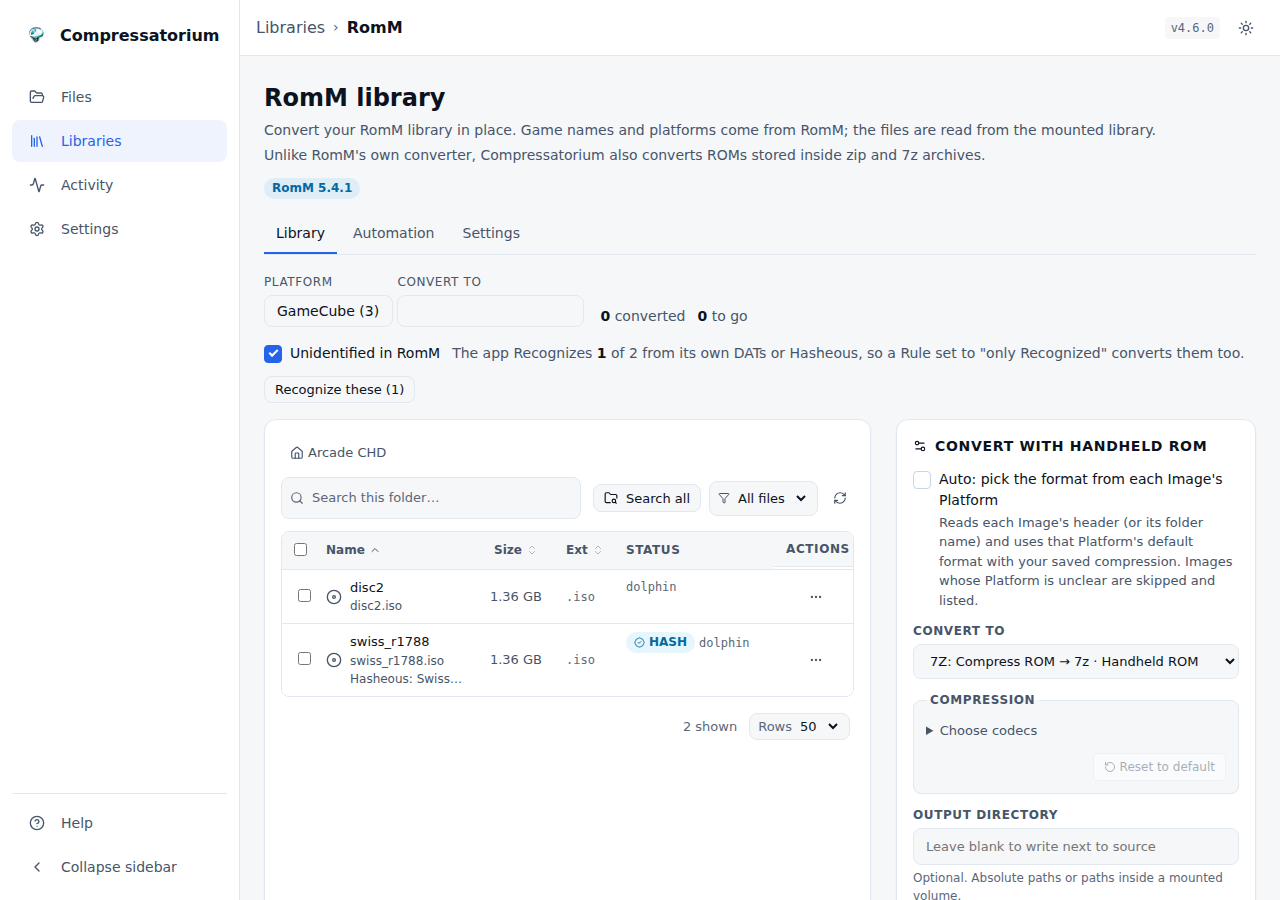 Compressatorium
Files
Libraries
Activity
Settings
Help
Collapse sidebar
Libraries › RomM
v4.6.0
RomM library
Convert your RomM library in place. Game names and platforms come from RomM; the files are read from the mounted library.
Unlike RomM's own converter, Compressatorium also converts ROMs stored inside zip and 7z archives.
RomM 5.4.1
Library Automation Settings
PLATFORM CONVERT TO
GameCube (3) 0 converted 0 to go
Unidentified in RomM The app Recognizes 1 of 2 from its own DATs or Hasheous, so a Rule set to "only Recognized" converts them too.
Recognize these (1)
Arcade CHD
Search this folder… Search all All files
Name Size Ext STATUS ACTIONS
disc2 1.36 GB .iso dolphin ···
disc2.iso
swiss_r1788 1.36 GB .iso HASH dolphin ···
swiss_r1788.iso
Hasheous: Swiss…
2 shown Rows 50
CONVERT WITH HANDHELD ROM
Auto: pick the format from each Image's
Platform
Reads each Image's header (or its folder
name) and uses that Platform's default
format with your saved compression. Images
whose Platform is unclear are skipped and
listed.
CONVERT TO
7Z: Compress ROM → 7z · Handheld ROM
COMPRESSION
Choose codecs
Reset to default
OUTPUT DIRECTORY
Leave blank to write next to source
Optional. Absolute paths or paths inside a mounted
volume.